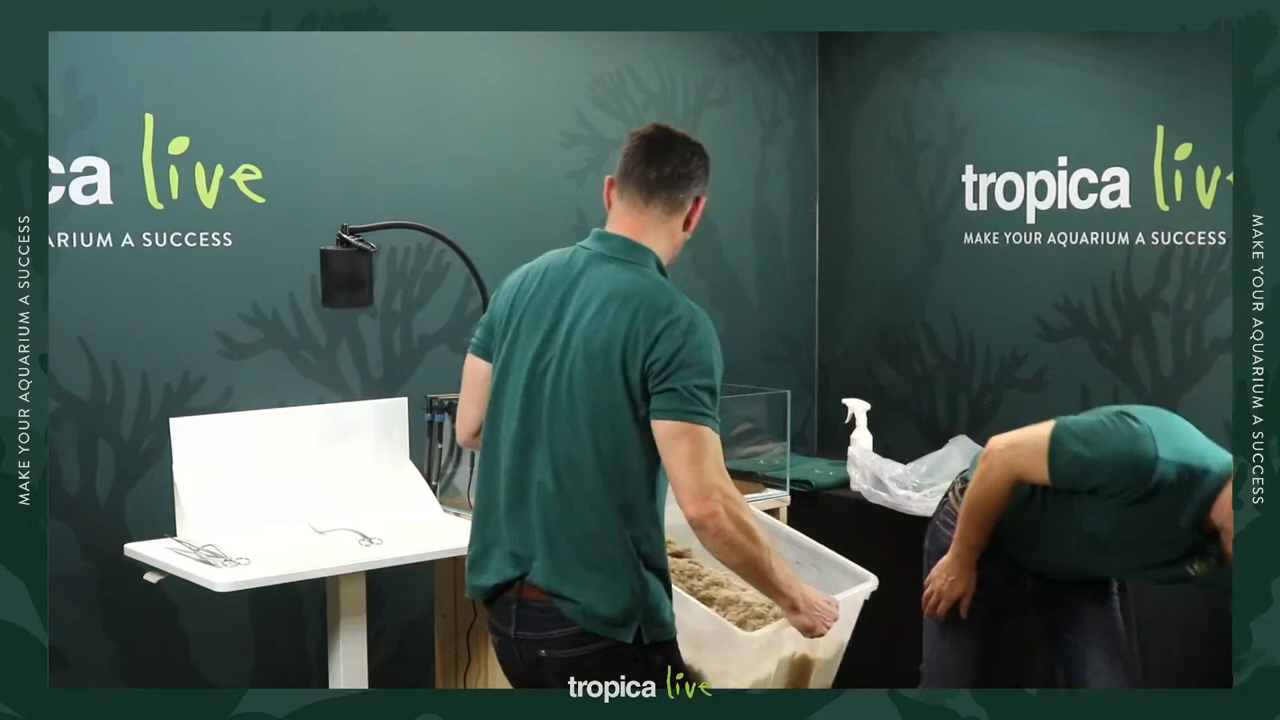 MAKE YOUR AQUARIUM A SUCCESS
ca live
ARIUM A SUCCESS
tropica liv
MAKE YOUR AQUARIUM A SUCCESS
MAKE YOUR AQUARIUM A SUCCESS
tropica live